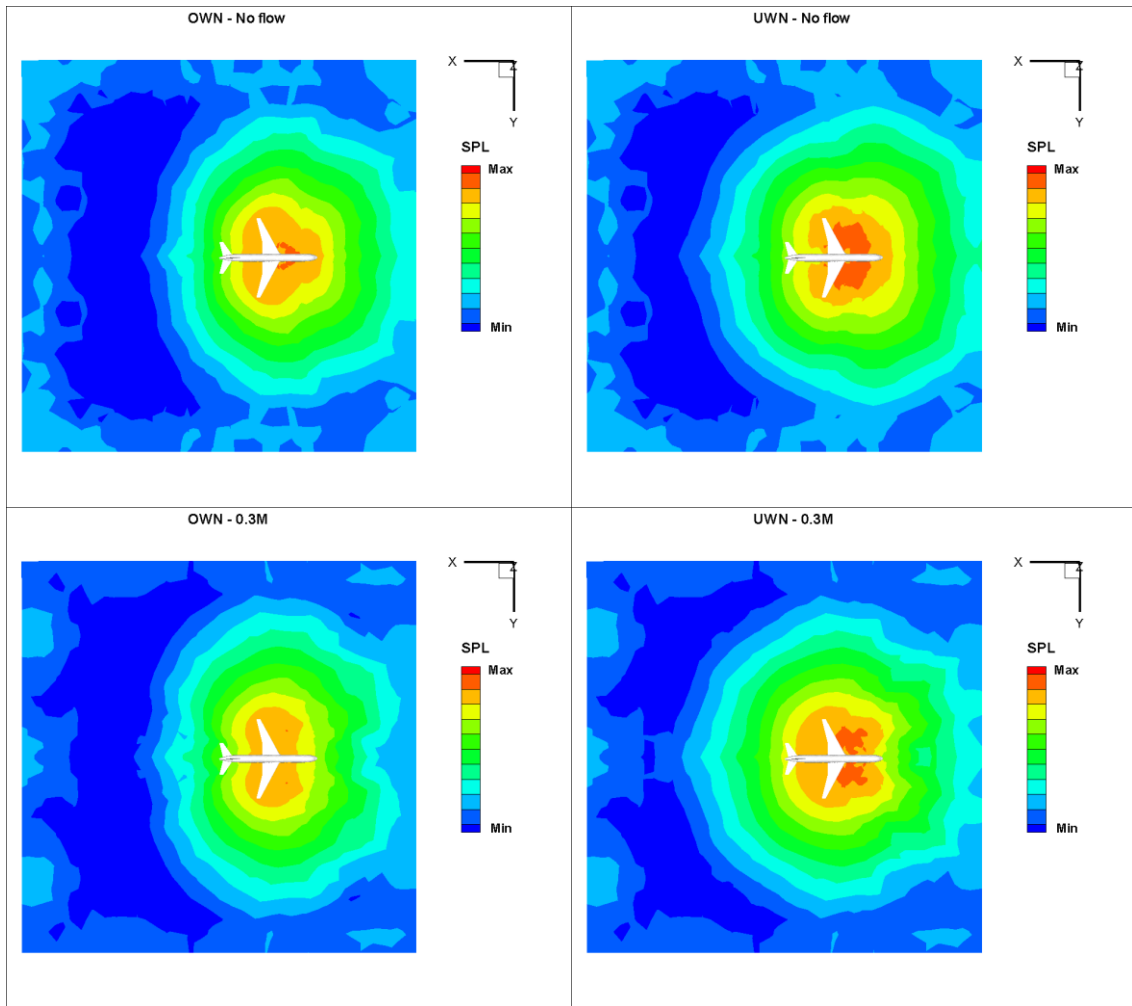 OWN - No flow
X
Z
Y
SPL
Max
Min
UWN - No flow
X
Z
Y
SPL
Max
Min
OWN - 0.3M
X
Z
Y
SPL
Max
Min
UWN - 0.3M
X
Z
Y
SPL
Max
Min